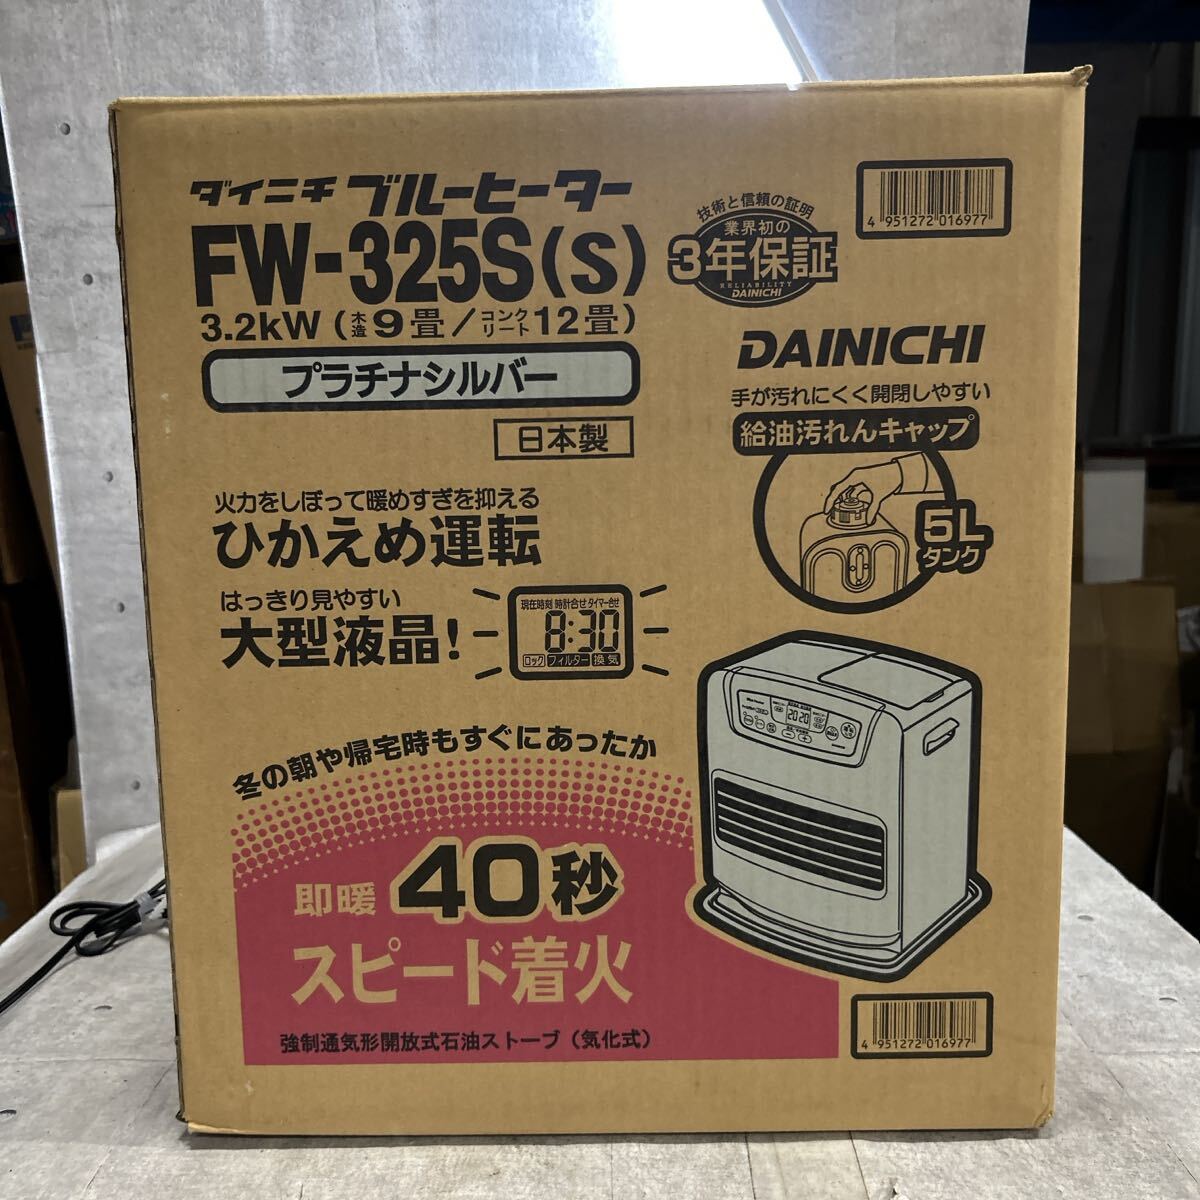 ダイニチ ブルーヒーター
FW-325S(S)
3.2kW (木造9畳/コンクリート12畳)
プラチナシルバー
日本製
技術と信頼の証明
業界初の
3年保証
RELIABILITY
DAINICHI
4 951272 016977
DAINICHI
手が汚れにくく開閉しやすい
給油汚れんキャップ
5L
タンク
火力をしぼって暖めすぎを抑える
ひかえめ運転
はっきり見やすい
大型液晶!
現在時刻 時計合せ タイマー合せ
8:30
ロック フィルター 換気
冬の朝や帰宅時もすぐにあったか
即暖 40秒
スピード着火
強制通気形開放式石油ストーブ(気化式)
20 20
4 951272 016977